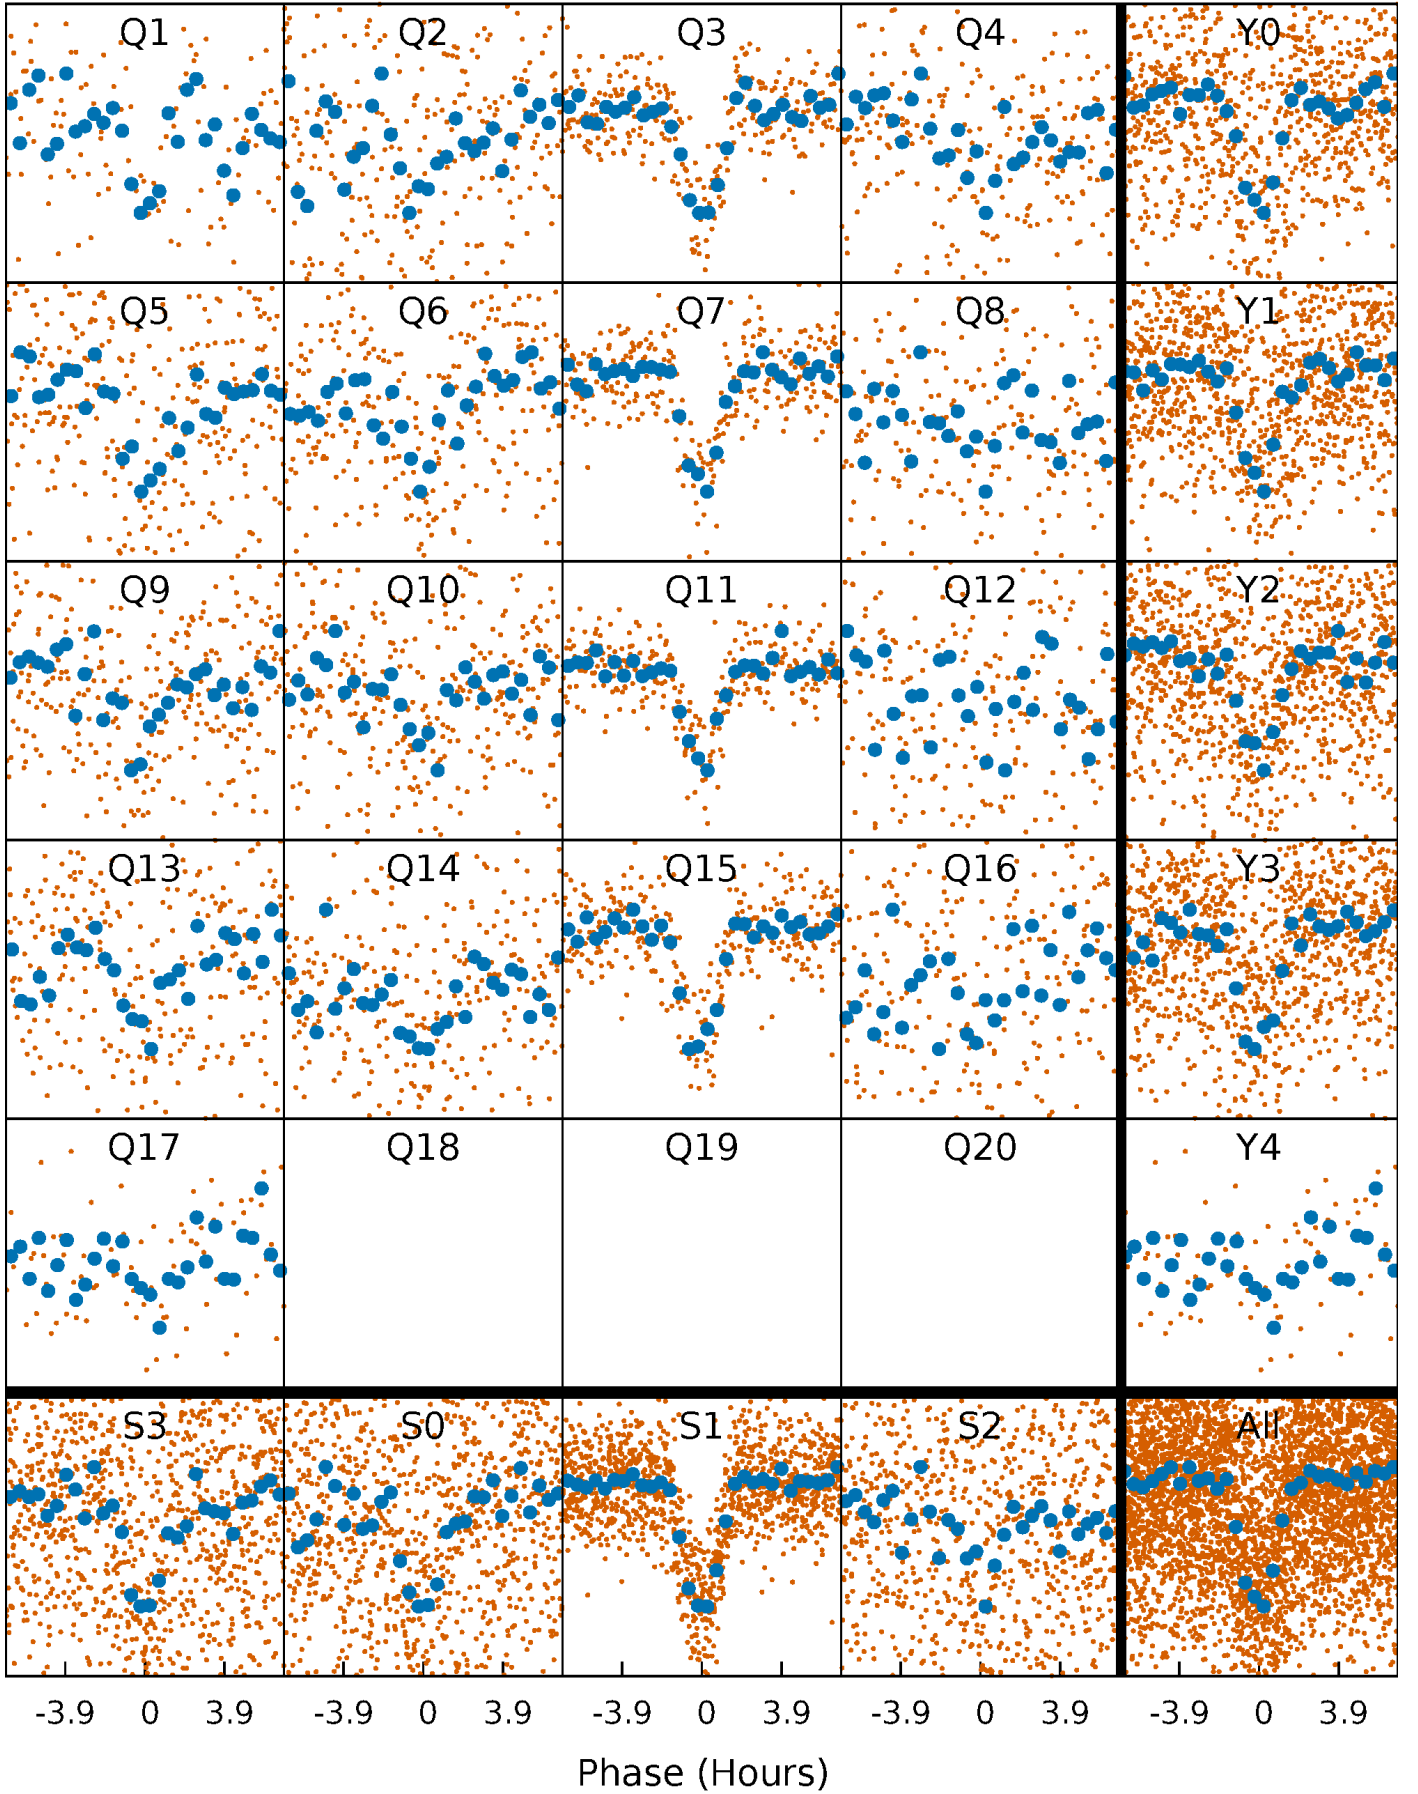 Q1 Q2 Q3 Q4 Y0
Q5 Q6 Q7 Q8 Y1
Q9 Q10 Q11 Q12 Y2
Q13 Q14 Q15 Q16 Y3
Q17 Q18 Q19 Q20 Y4
S3 S0 S1 S2 All
-3.9 0 3.9 -3.9 0 3.9 -3.9 0 3.9 -3.9 0 3.9 -3.9 0 3.9
Phase (Hours)